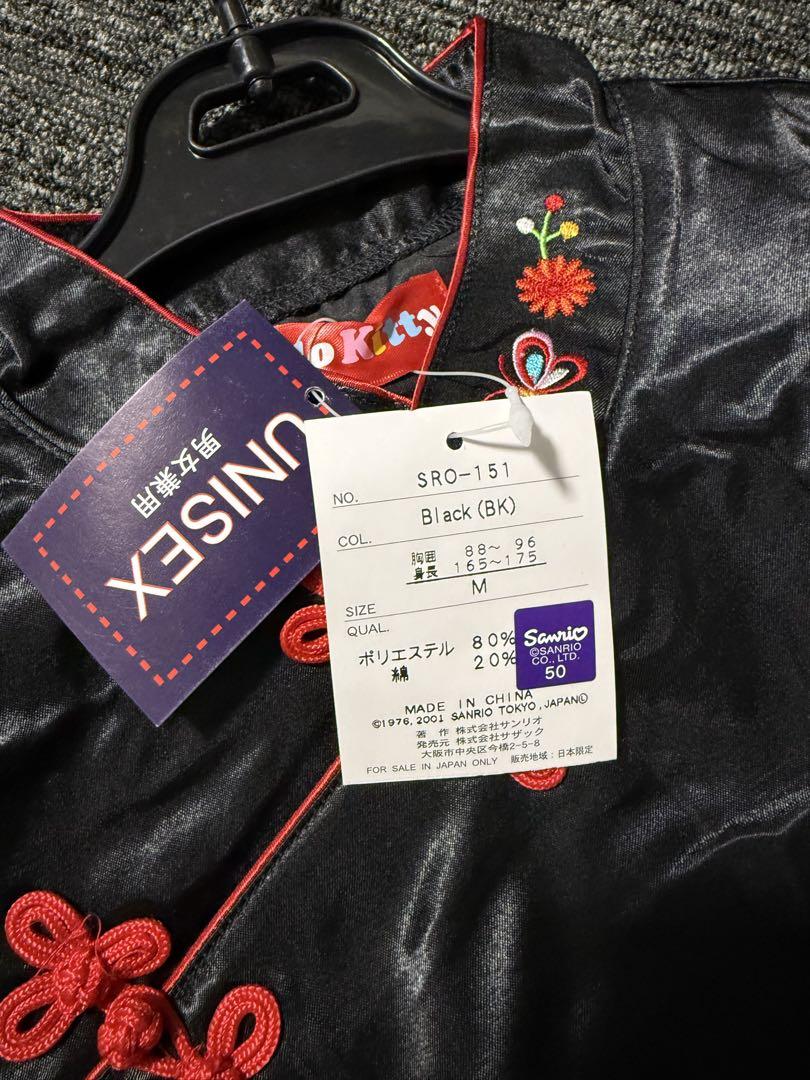 Kitty
UNISEX
男女兼用
NO. SRO-151
COL. Black (BK)
胸囲 88～ 96
身長 165～175
SIZE M
QUAL.
ポリエステル 80%
綿 20%
Sanrio
©SANRIO
CO., LTD.
50
MADE IN CHINA
©1976, 2001 SANRIO TOKYO, JAPAN Ⓛ
著 作 株式会社サンリオ
発売元 株式会社サザック
大阪市中央区今橋2-5-8
FOR SALE IN JAPAN ONLY 販売地域：日本限定